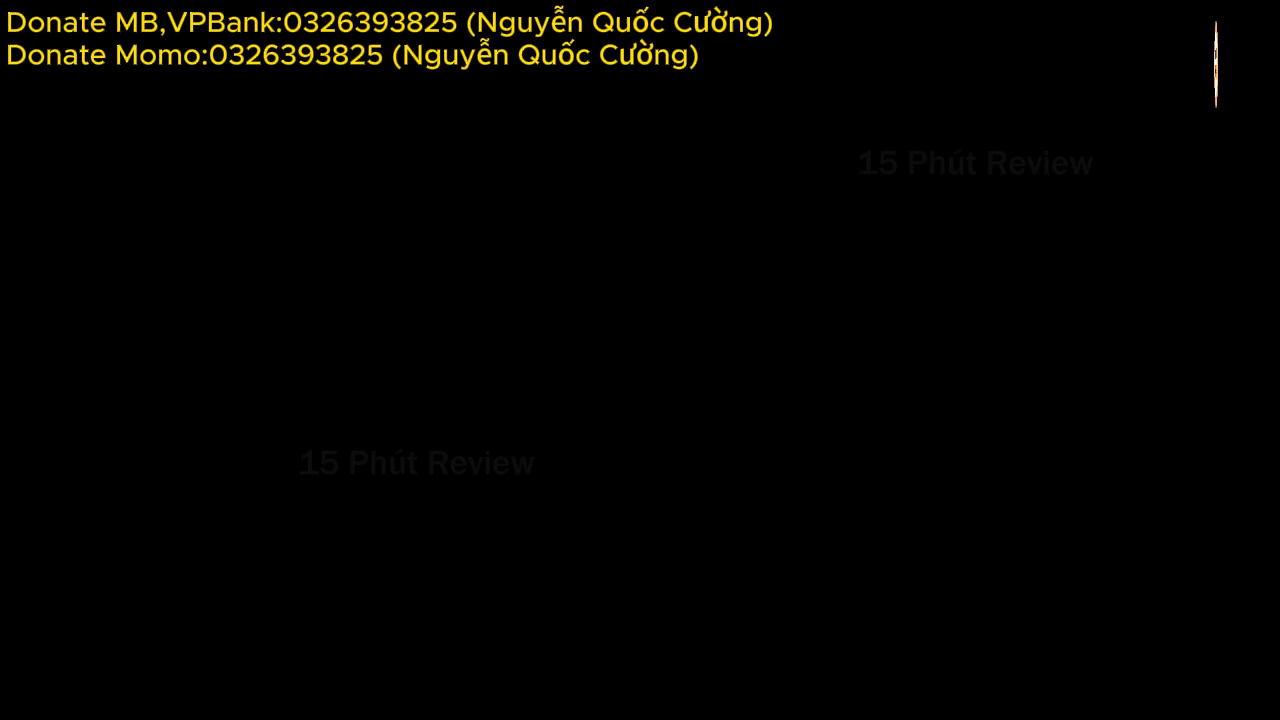 Donate MB,VPBank:0326393825 (Nguyễn Quốc Cường)
Donate Momo:0326393825 (Nguyễn Quốc Cường)
15 Phút Review
15 Phút Review